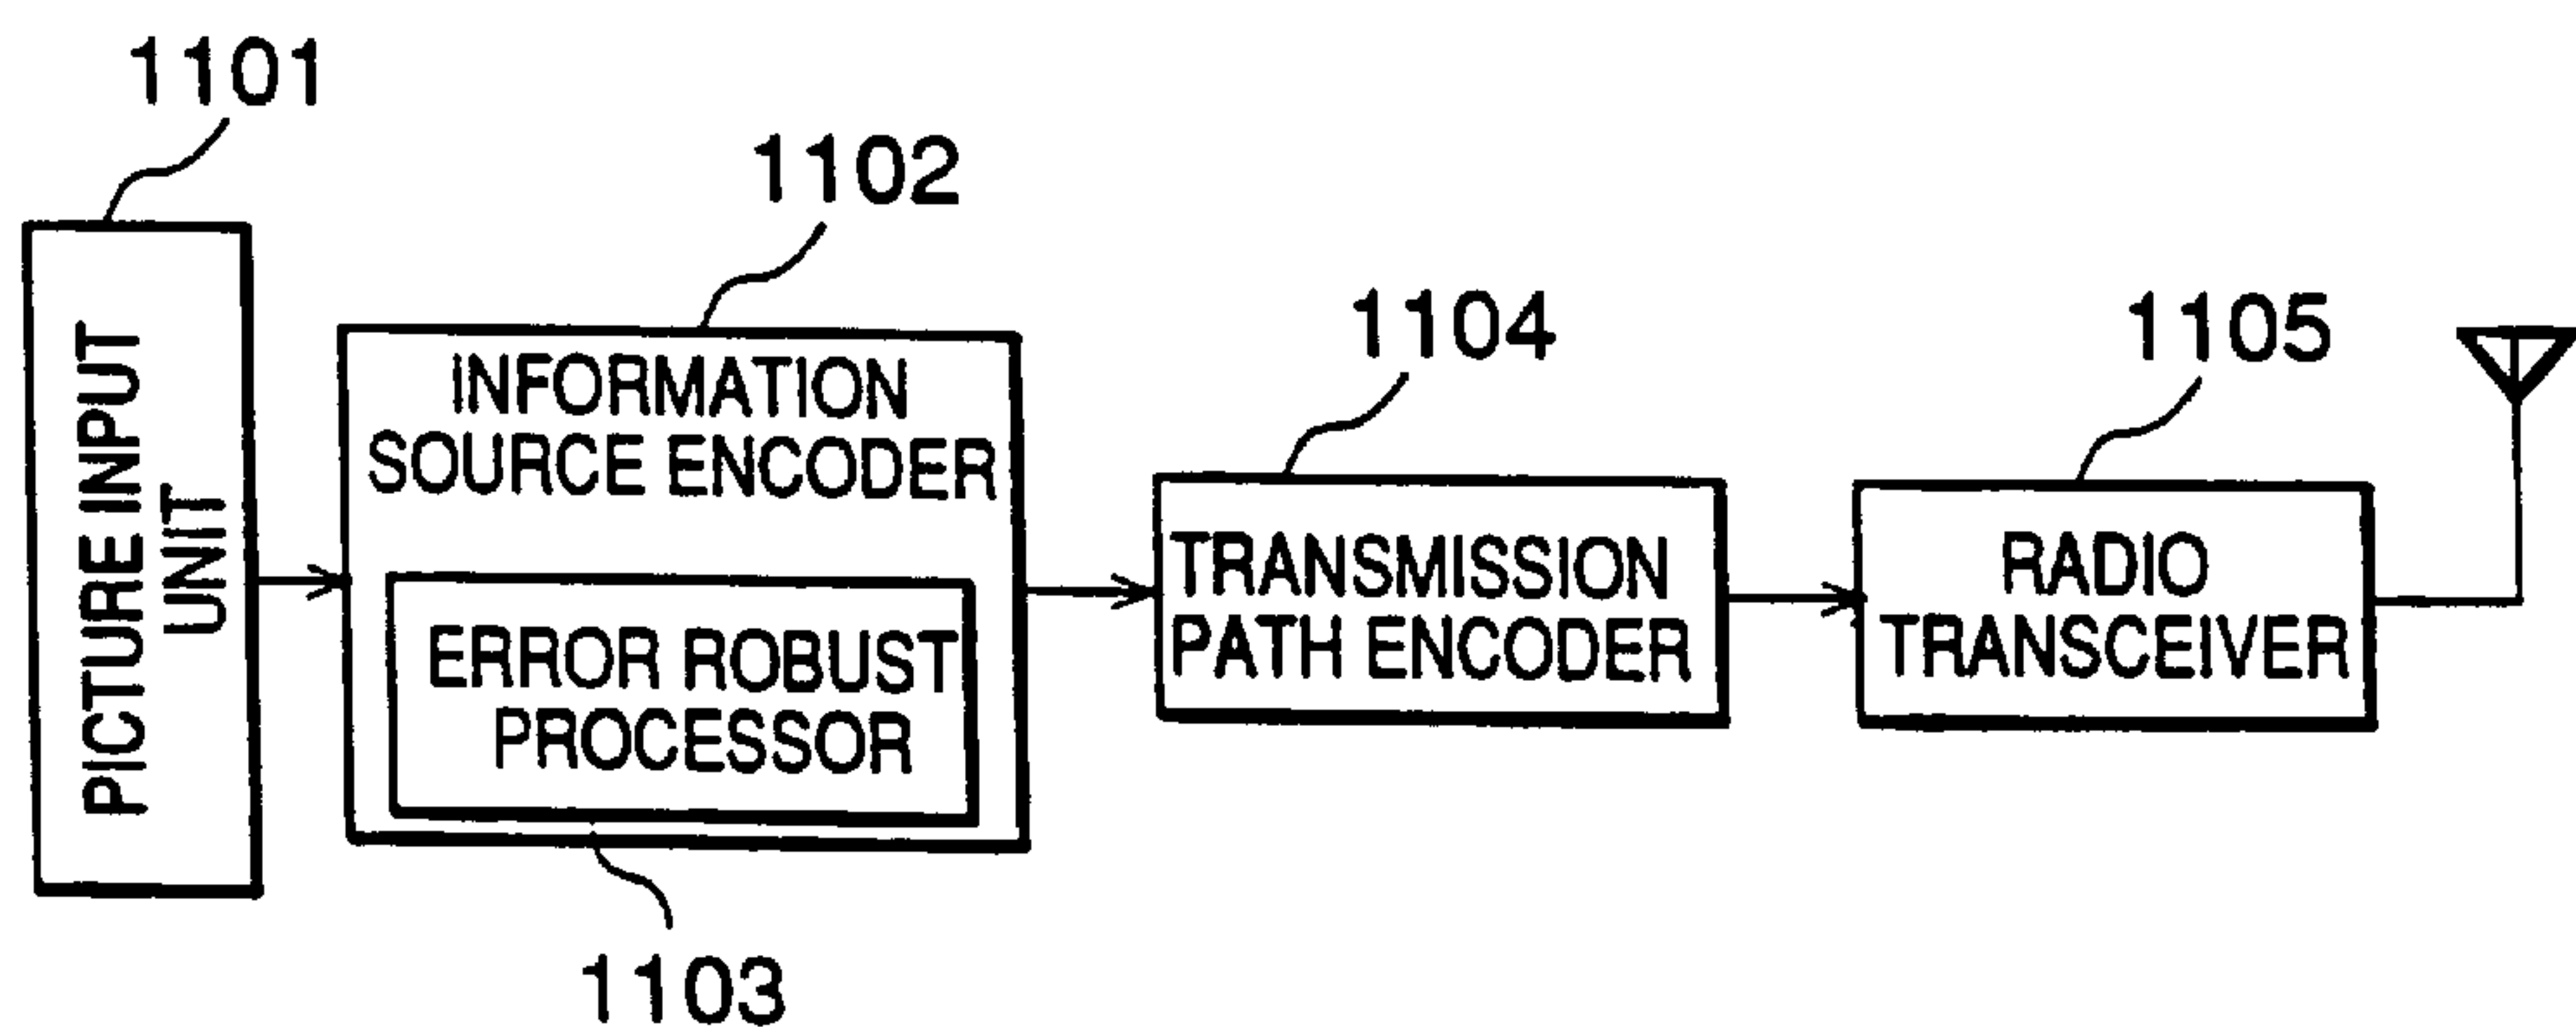 1101
PICTURE INPUT
UNIT
1102
INFORMATION
SOURCE ENCODER
ERROR ROBUST
PROCESSOR
1103
1104
TRANSMISSION
PATH ENCODER
1105
RADIO
TRANSCEIVER